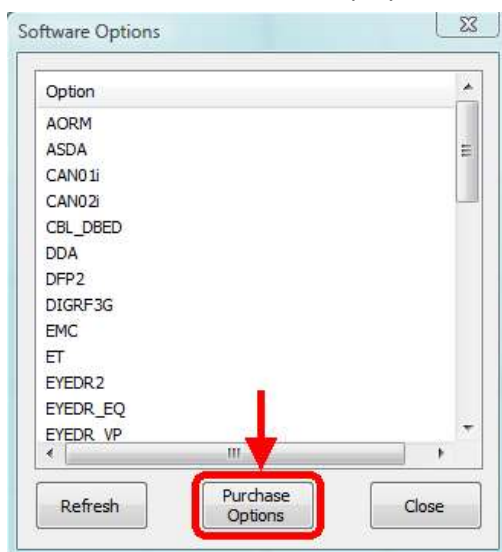 Software Options
Option
AORM
ASDA
CAN01i
CAN02i
CBL_DBED
DDA
DFP2
DIGRF3G
EMC
ET
EYEDR2
EYEDR_EQ
EYEDR_VP
Refresh
Purchase
Options
Close